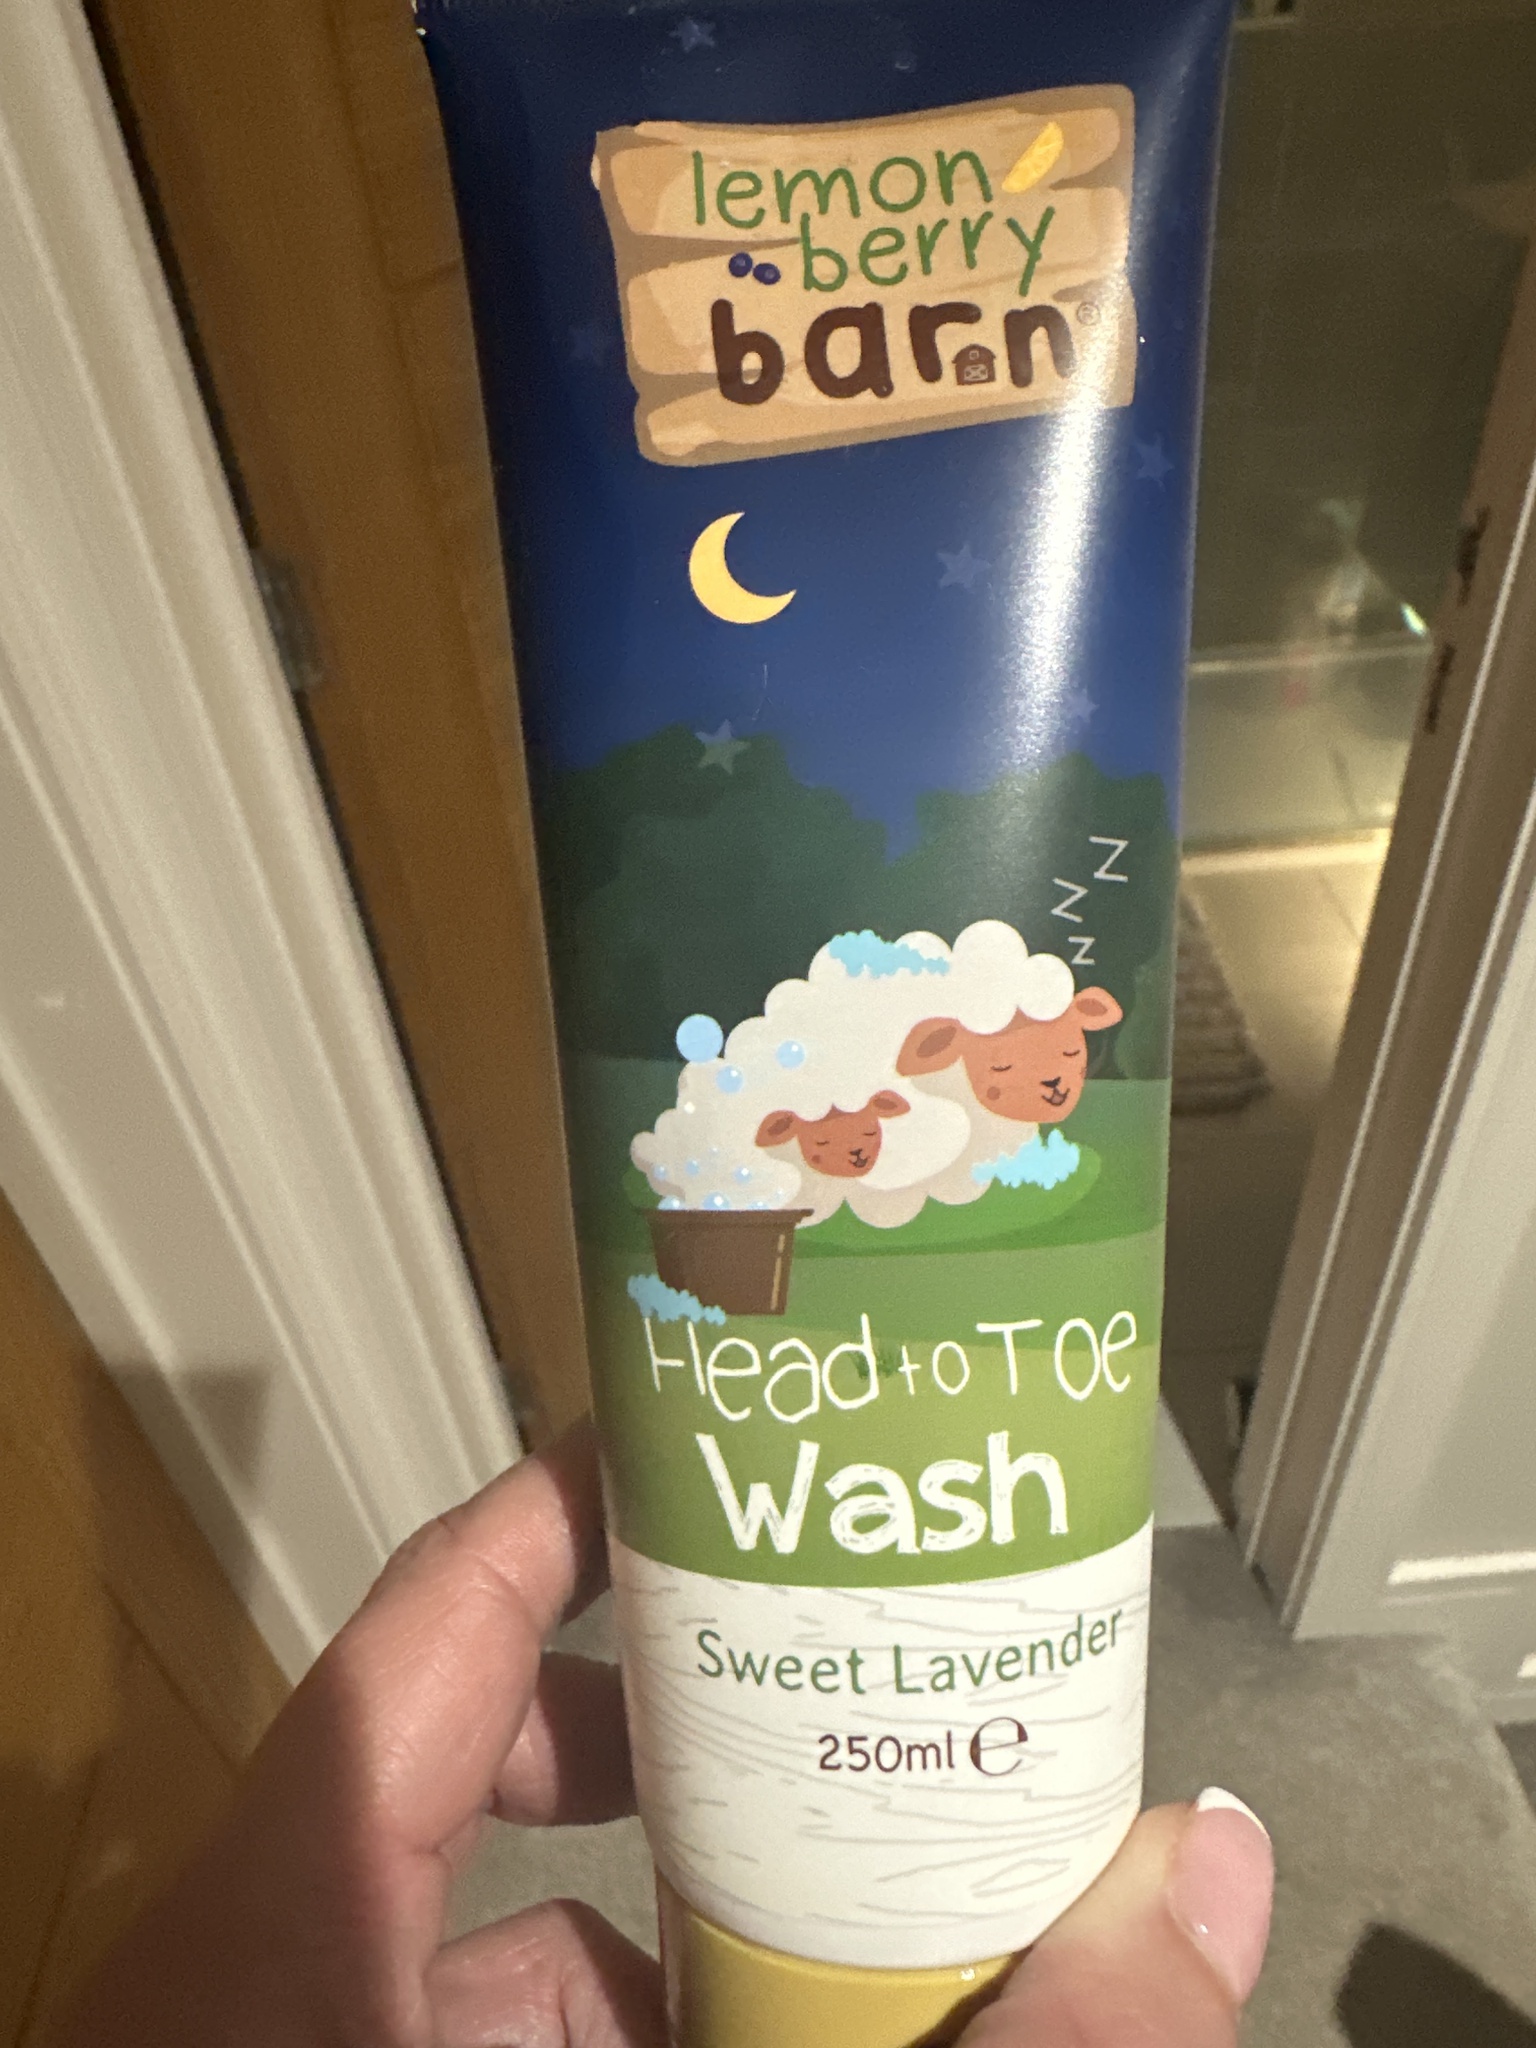 lemon
berry
barn®
z
z
z
Head to Toe
Wash
Sweet Lavender
250ml ℮